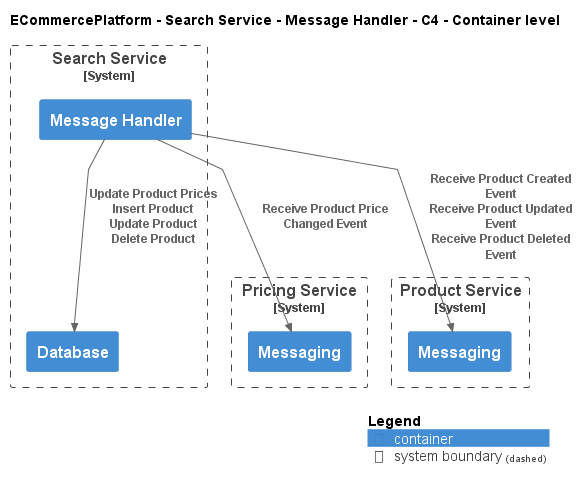 ECommercePlatform - Search Service - Message Handler - C4 - Container level
Search Service
[System]
Message Handler
Update Product Prices
Insert Product
Update Product
Delete Product
Receive Product Price
Changed Event
Receive Product Created
Event
Receive Product Updated
Event
Receive Product Deleted
Event
Pricing Service
[System]
Product Service
[System]
Database
Messaging
Messaging
Legend
container
system boundary (dashed)